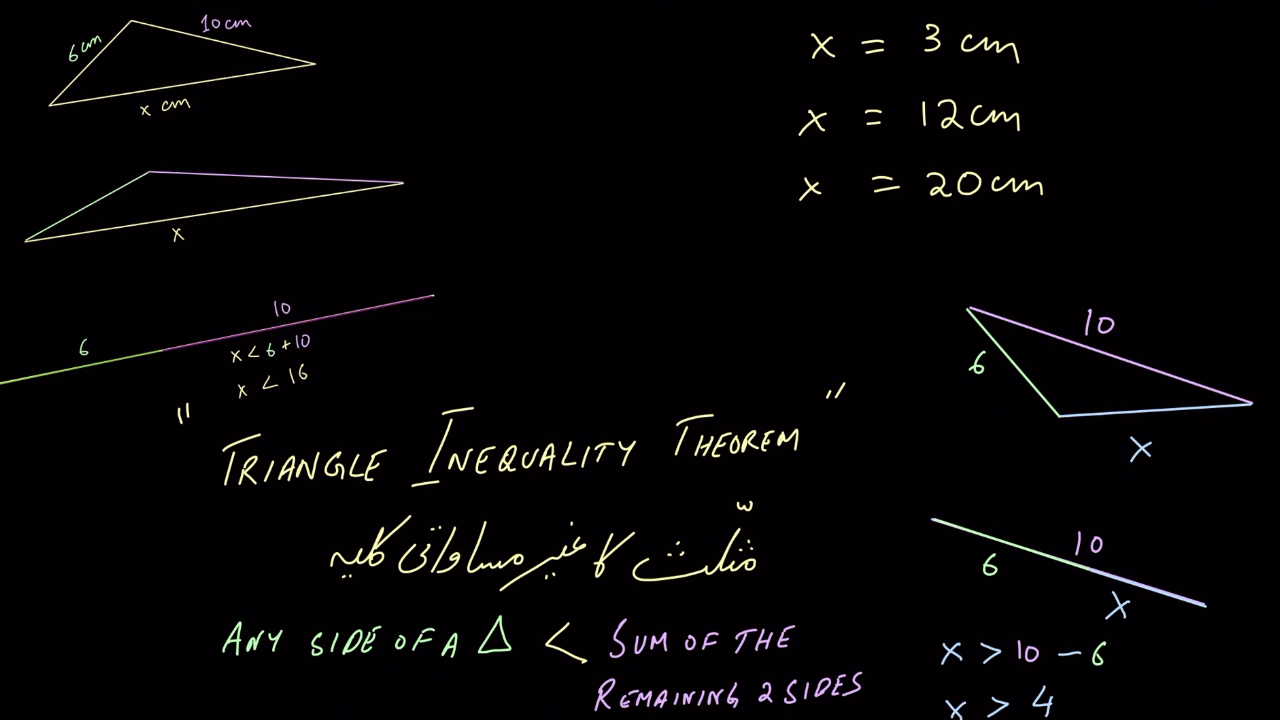 6cm
10cm
x cm
x = 3 cm
x = 12cm
x = 20cm
x
6
10
x < 6 + 10
x < 16
" TRIANGLE INEQUALITY THEOREM "
مثلّث کا غیر مساواتی کلیہ
ANY SIDE OF A △ < SUM OF THE
REMAINING 2 SIDES
6
10
x
6
10
x
x > 10 - 6
x > 4